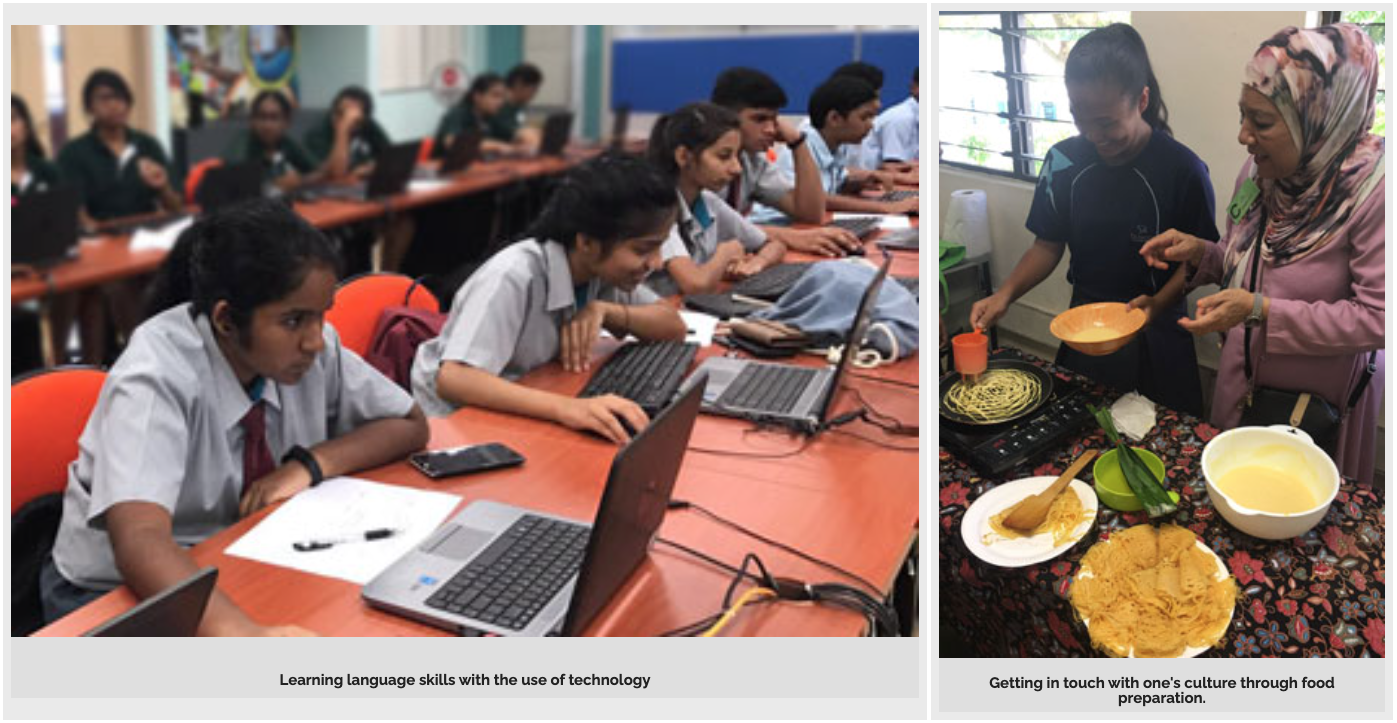 Learning language skills with the use of technology
Getting in touch with one's culture through food
preparation.